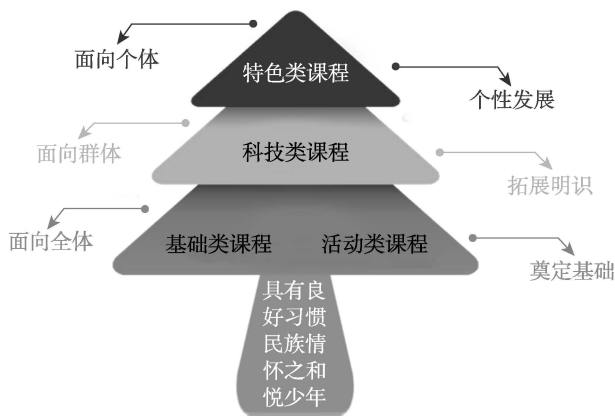 面向个体
特色类课程
个性发展
面向群体
科技类课程
拓展明识
面向全体
基础类课程 活动类课程
奠定基础
具有良
好习惯
民族情
怀之和
悦少年